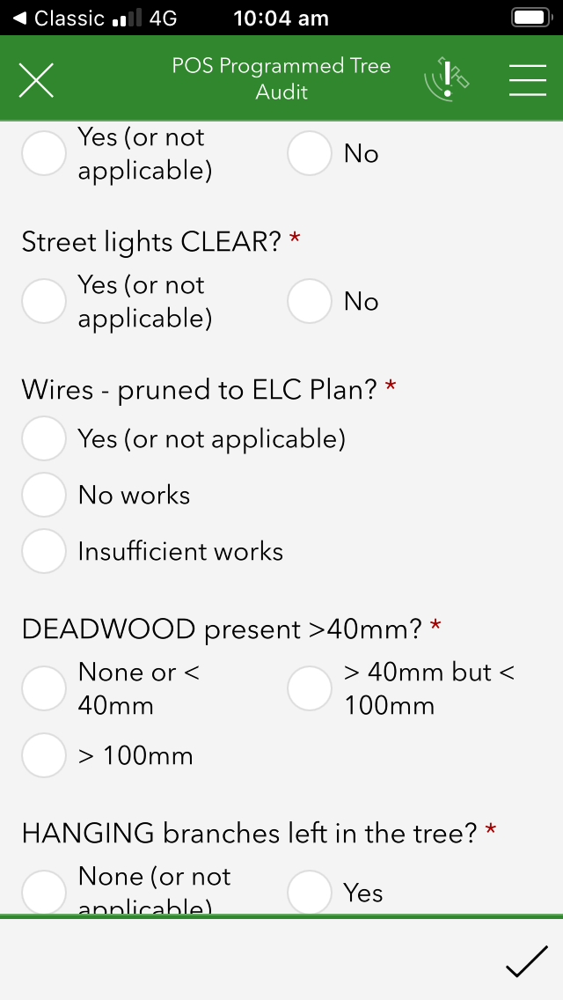 Classic 4G 10:04 am
POS Programmed Tree
Audit
Yes (or not
applicable)
No
Street lights CLEAR? *
Yes (or not
applicable)
No
Wires - pruned to ELC Plan? *
Yes (or not applicable)
No works
Insufficient works
DEADWOOD present >40mm? *
None or <
40mm
> 40mm but <
100mm
> 100mm
HANGING branches left in the tree? *
None (or not
applicable)
Yes